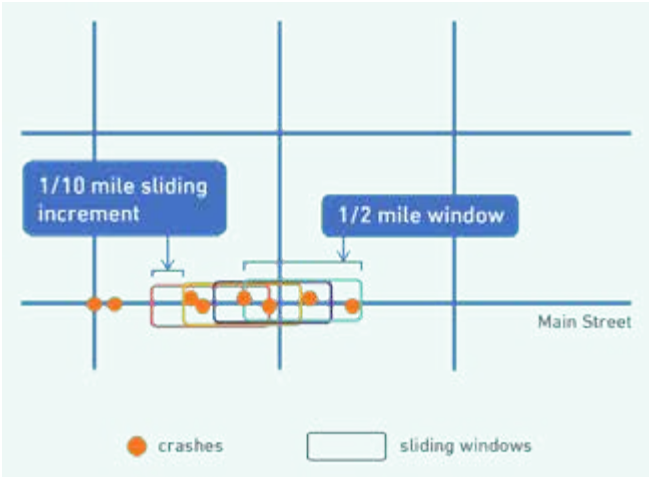 1/10 mile sliding
increment
1/2 mile window
Main Street
crashes
sliding windows